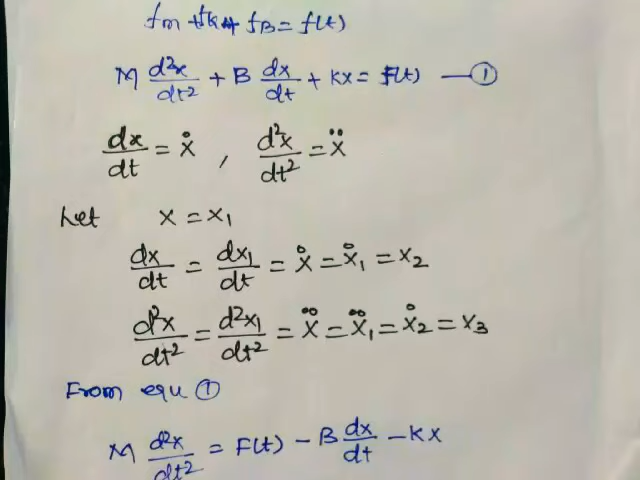 fm + fk + fB = f(t)
M d²x/dt² + B dx/dt + Kx = F(t) — ①
dx/dt = ẋ , d²x/dt² = ẍ
Let x = x₁
dx/dt = dx₁/dt = ẋ = ẋ₁ = x₂
d²x/dt² = d²x₁/dt² = ẍ = ẍ₁ = ẋ₂ = x₃
From equ ①
M d²x/dt² = F(t) - B dx/dt - Kx